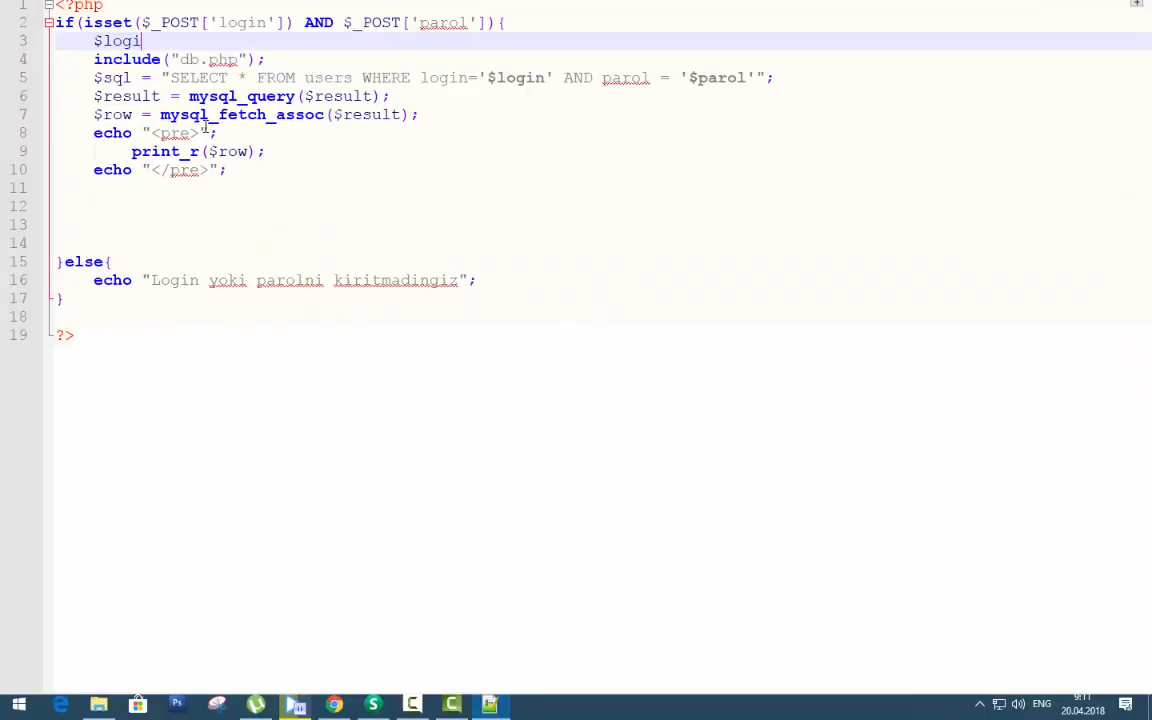 1 <?php
2 if(isset($_POST['login']) AND $_POST['parol']){
3 $logi
4 include("db.php");
5 $sql = "SELECT * FROM users WHERE login='$login' AND parol = '$parol'";
6 $result = mysql_query($result);
7 $row = mysql_fetch_assoc($result);
8 echo "<pre>";
9 print_r($row);
10 echo "</pre>";
11
12
13
14
15 }else{
16 echo "Login yoki parolni kiritmadingiz";
17 }
18
19 ?>
ENG
9:11
20.04.2018